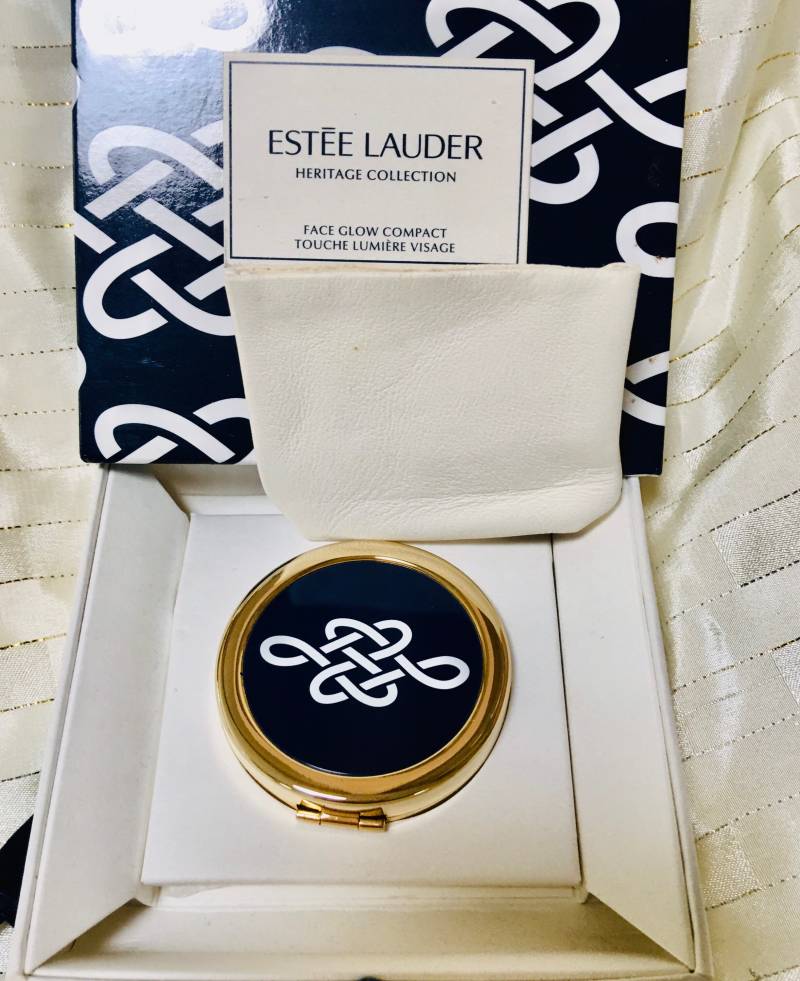 ESTĒE LAUDER
HERITAGE COLLECTION
FACE GLOW COMPACT
TOUCHE LUMIÈRE VISAGE